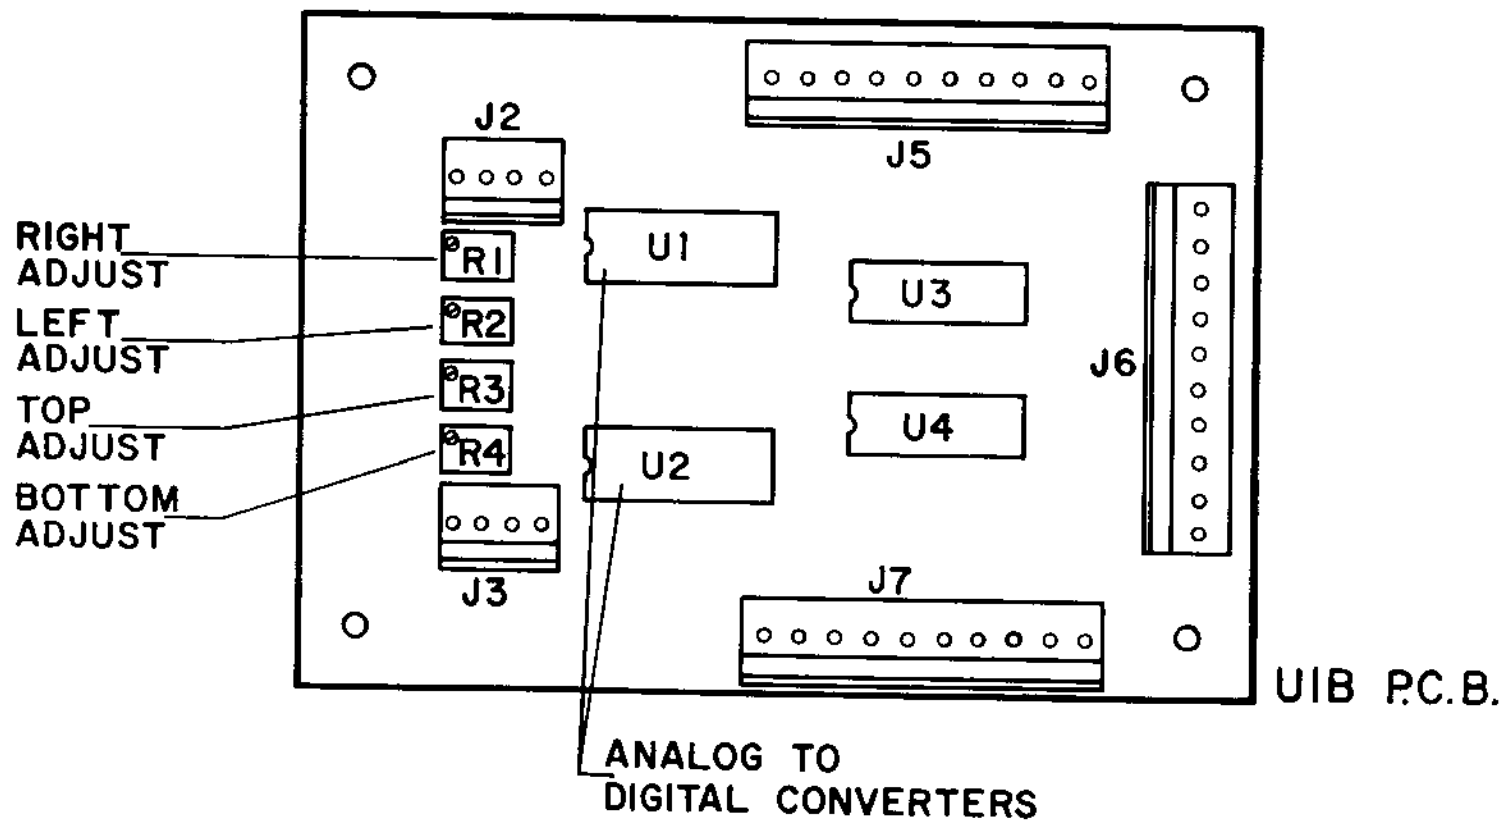 J2
J5
RIGHT
ADJUST
R1
U1
U3
LEFT
ADJUST
R2
J6
TOP
ADJUST
R3
U4
BOTTOM
ADJUST
R4
U2
J3
J7
UIB P.C.B.
ANALOG TO
DIGITAL CONVERTERS